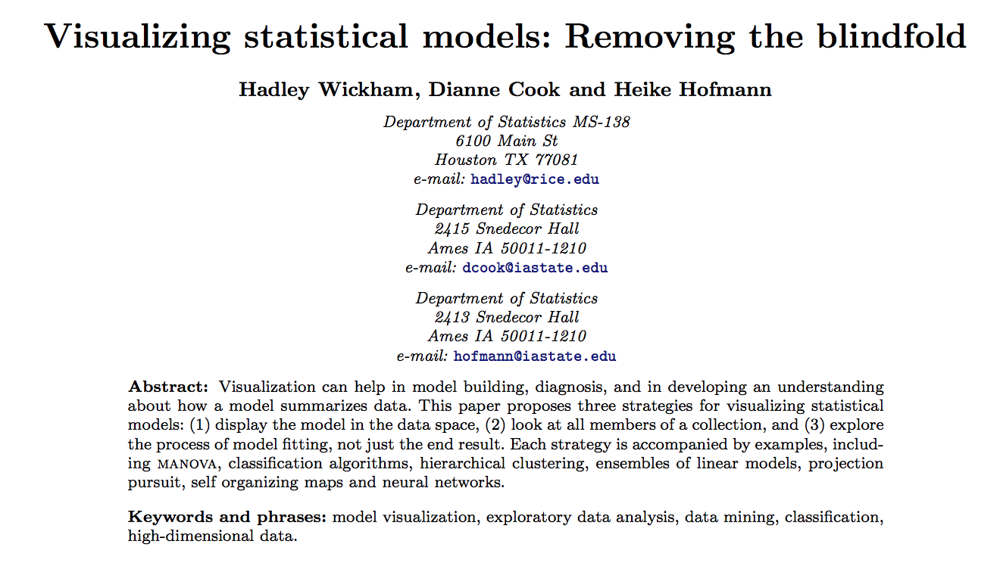 Visualizing statistical models: Removing the blindfold
Hadley Wickham, Dianne Cook and Heike Hofmann
Department of Statistics MS-138
6100 Main St
Houston TX 77081
e-mail: hadley@rice.edu
Department of Statistics
2415 Snedecor Hall
Ames IA 50011-1210
e-mail: dcook@iastate.edu
Department of Statistics
2413 Snedecor Hall
Ames IA 50011-1210
e-mail: hofmann@iastate.edu
Abstract: Visualization can help in model building, diagnosis, and in developing an understanding
about how a model summarizes data. This paper proposes three strategies for visualizing statistical
models: (1) display the model in the data space, (2) look at all members of a collection, and (3) explore
the process of model fitting, not just the end result. Each strategy is accompanied by examples, includ-
ing MANOVA, classification algorithms, hierarchical clustering, ensembles of linear models, projection
pursuit, self organizing maps and neural networks.
Keywords and phrases: model visualization, exploratory data analysis, data mining, classification,
high-dimensional data.